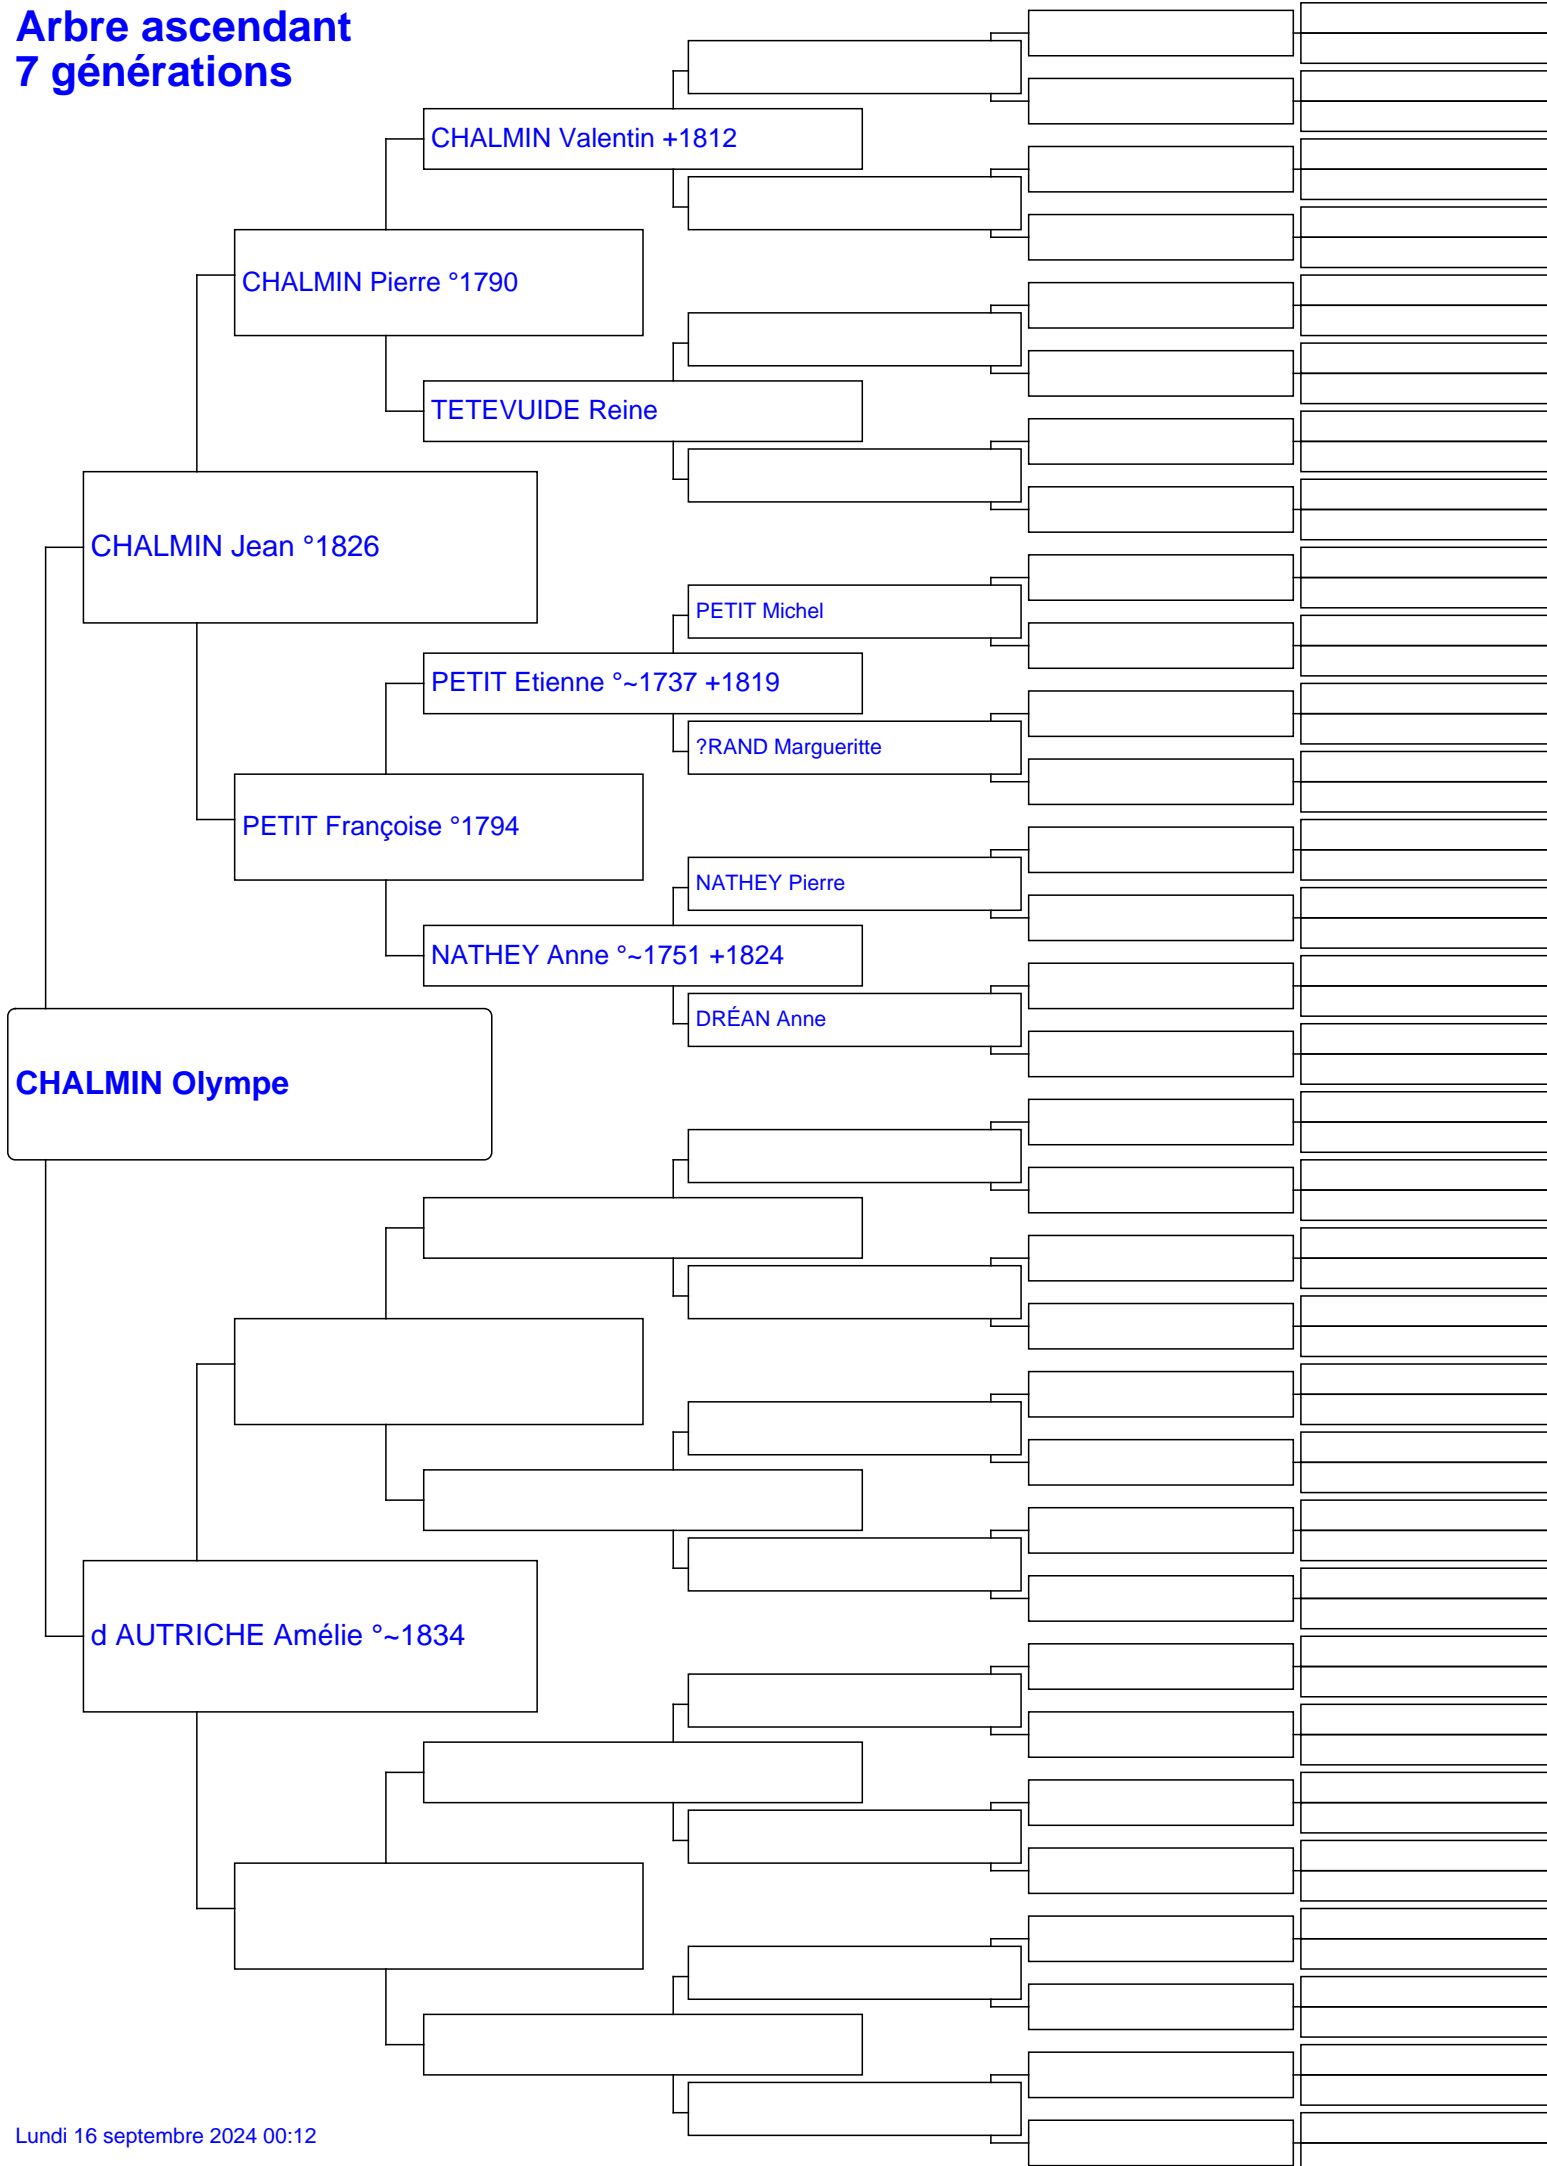 Arbre ascendant
7 générations
CHALMIN Valentin +1812
CHALMIN Pierre °1790
TETEVUIDE Reine
CHALMIN Jean °1826
PETIT Michel
PETIT Etienne °~1737 +1819
?RAND Margueritte
PETIT Françoise °1794
NATHEY Pierre
NATHEY Anne °~1751 +1824
DRÉAN Anne
CHALMIN Olympe
d AUTRICHE Amélie °~1834
Lundi 16 septembre 2024 00:12